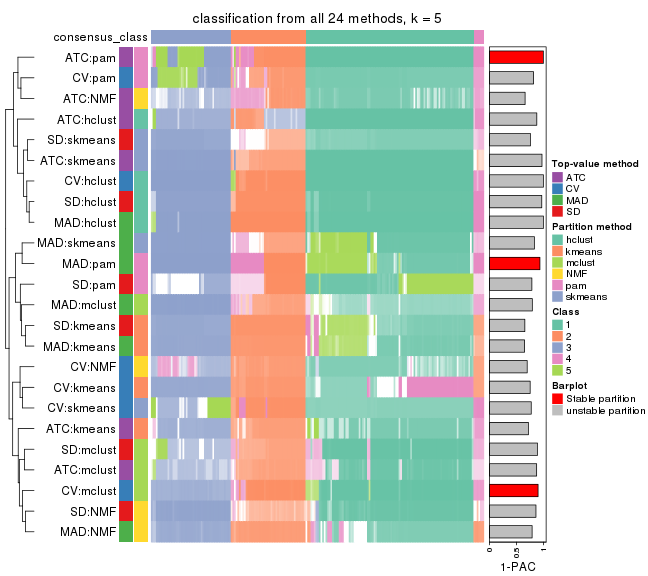 classification from all 24 methods, k = 5
consensus_class
ATC:pam
CV:pam
ATC:NMF
ATC:hclust
SD:skmeans
ATC:skmeans
CV:hclust
SD:hclust
MAD:hclust
MAD:skmeans
MAD:pam
SD:pam
MAD:mclust
SD:kmeans
MAD:kmeans
CV:NMF
CV:kmeans
CV:skmeans
ATC:kmeans
SD:mclust
ATC:mclust
CV:mclust
SD:NMF
MAD:NMF
0
0.5
1
1-PAC
Top-value method
ATC
CV
MAD
SD
Partition method
hclust
kmeans
mclust
NMF
pam
skmeans
Class
1
2
3
4
5
Barplot
Stable partition
unstable partition